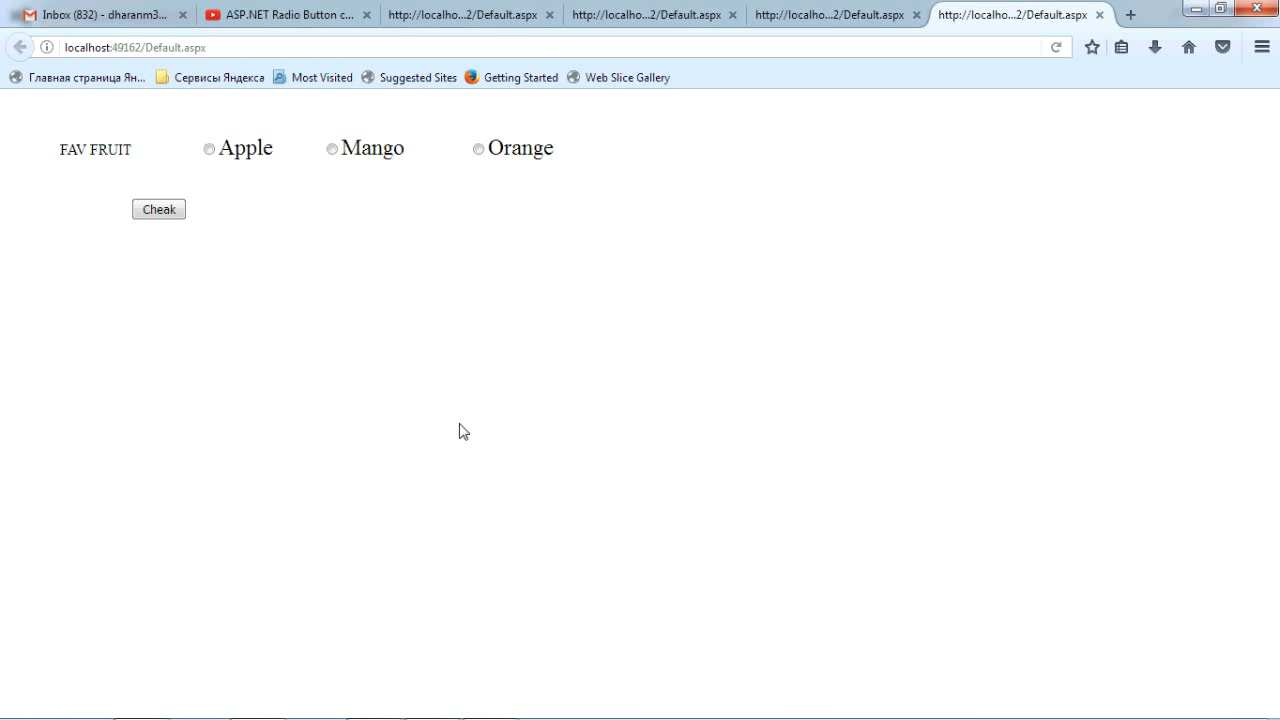 Inbox (832) - dharanm3...
ASP.NET Radio Button c...
http://localho...2/Default.aspx
http://localho...2/Default.aspx
http://localho...2/Default.aspx
http://localho...2/Default.aspx
localhost:49162/Default.aspx
Главная страница Ян...
Сервисы Яндекса
Most Visited
Suggested Sites
Getting Started
Web Slice Gallery
FAV FRUIT Apple Mango Orange
Cheak